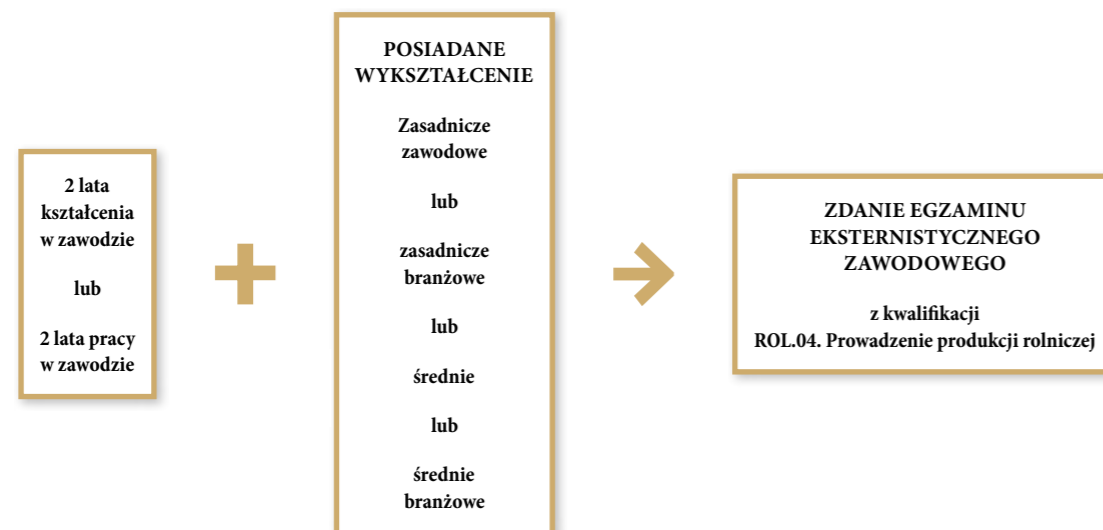 2 lata
kształcenia
w zawodzie
lub
2 lata pracy
w zawodzie
POSIADANE
WYKSZTAŁCENIE
Zasadnicze
zawodowe
lub
zasadnicze
branżowe
lub
średnie
lub
średnie
branżowe
ZDANIE EGZAMINU
EKSTERNISTYCZNEGO
ZAWODOWEGO
z kwalifikacji
ROL.04. Prowadzenie produkcji rolniczej